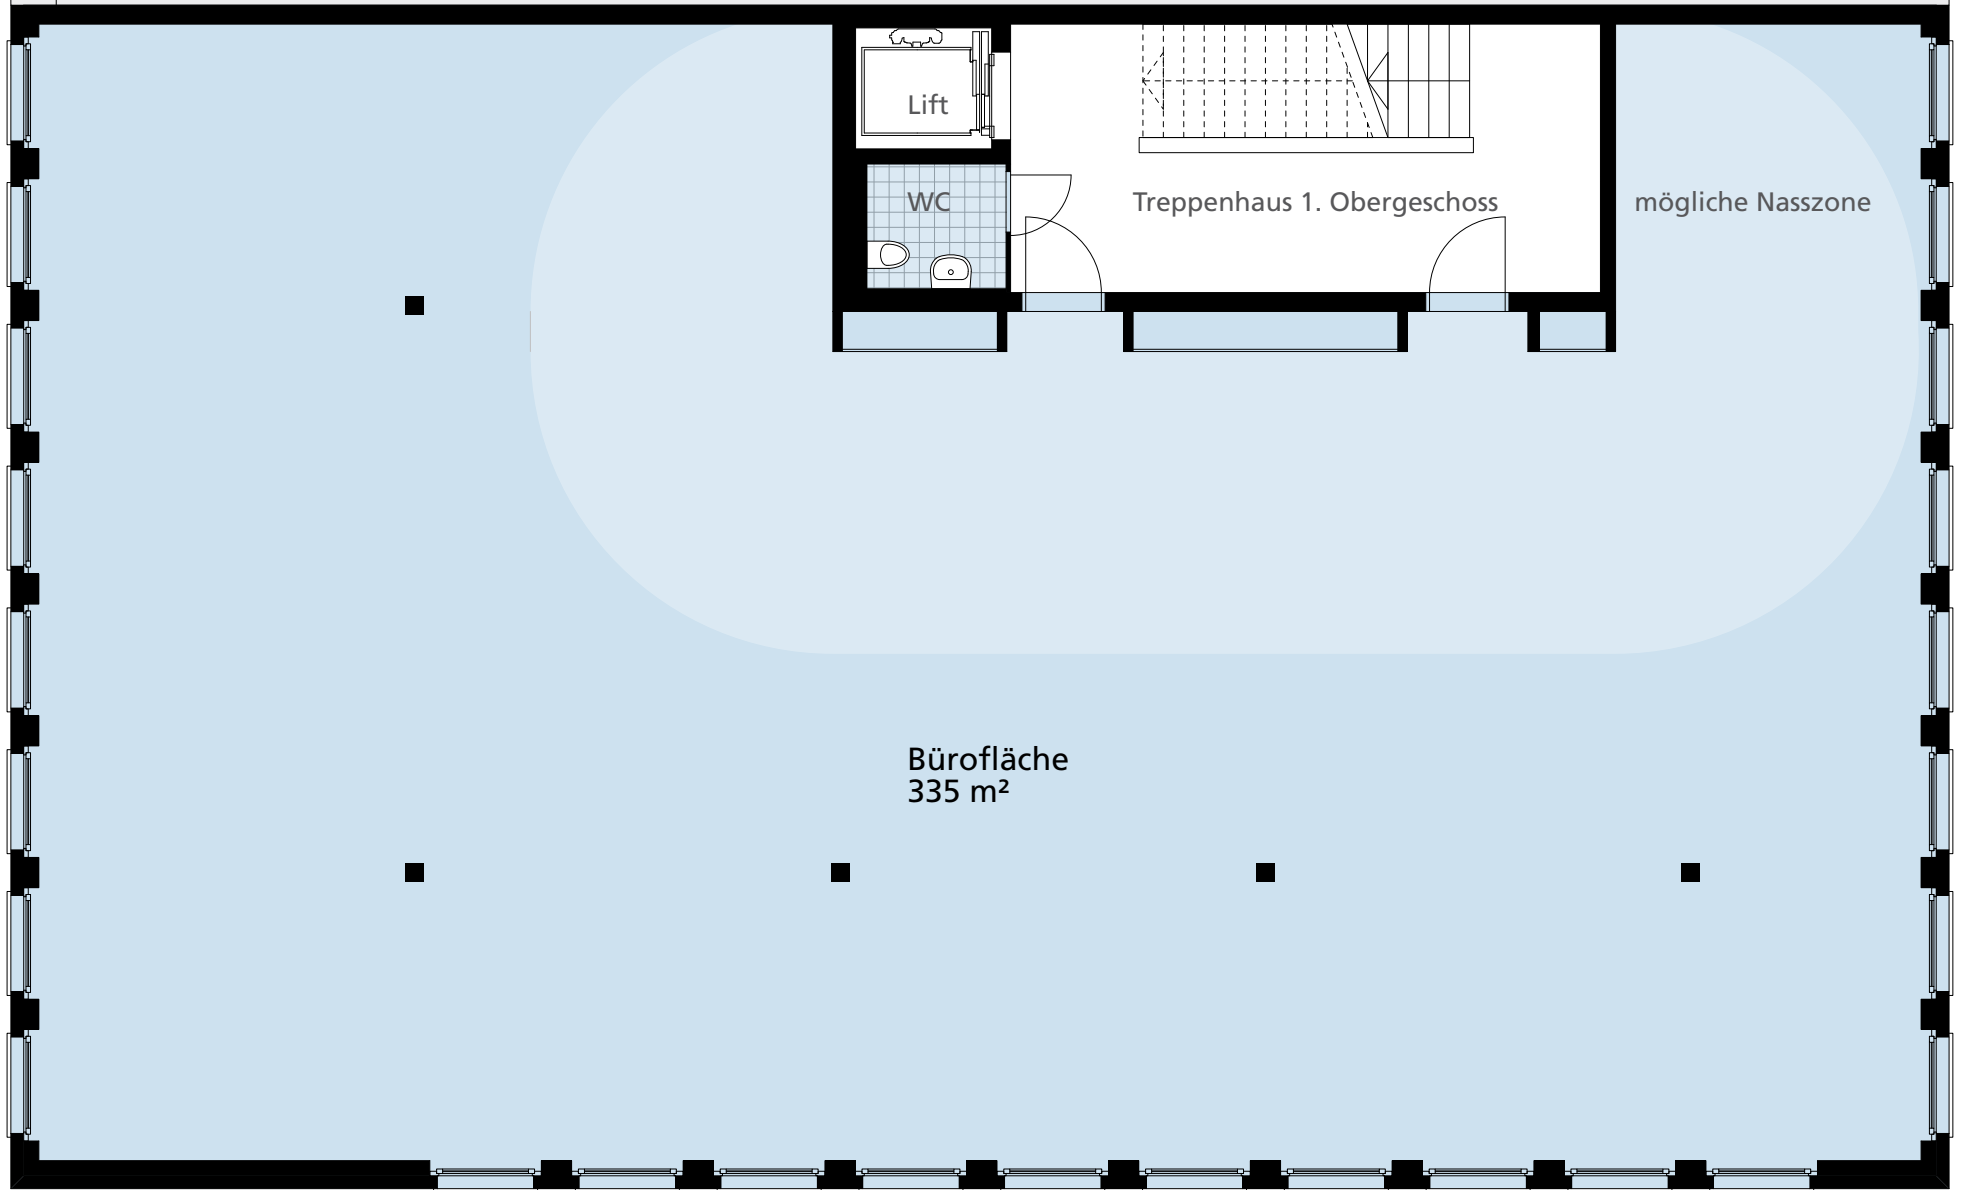 Lift
WC
Treppenhaus 1. Obergeschoss
mögliche Nasszone
Bürofläche
335 m²